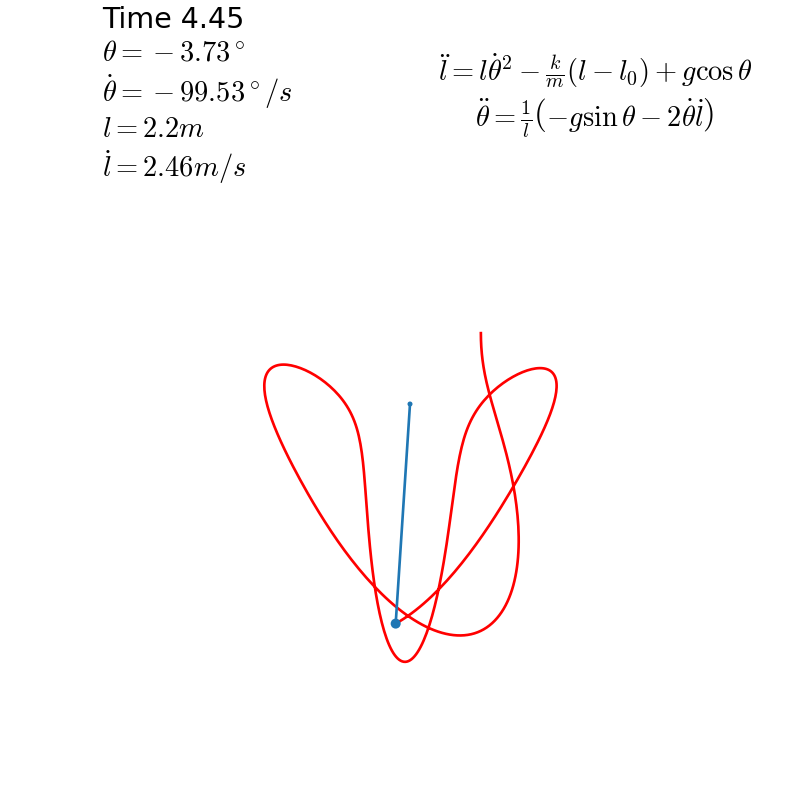 Time 4.45
θ = −3.73°
θ̇ = −99.53°/s
l = 2.2m
l̇ = 2.46m/s
l̈ = lθ̇² − k/m (l − l₀) + g cos θ
θ̈ = 1/l (−g sin θ − 2θ̇l̇)